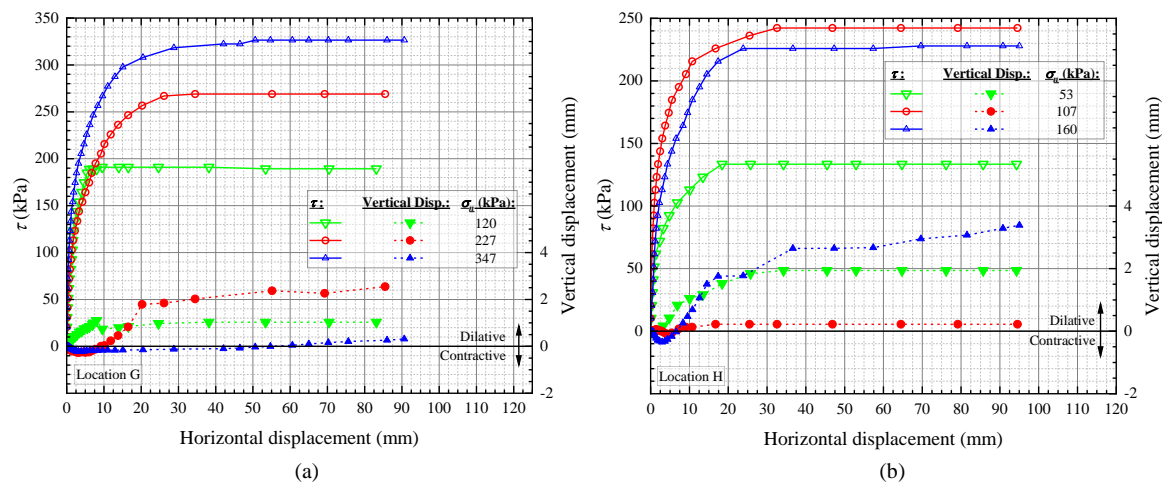 350
300
250
200
150
100
50
0
τ (kPa)
4
2
0
-2
Vertical displacement (mm)
τ: Vertical Disp.: σₐ (kPa):
120
227
347
Dilative
Contractive
Location G
0 10 20 30 40 50 60 70 80 90 100 110 120
Horizontal displacement (mm)
(a)
250
200
150
100
50
0
τ (kPa)
4
2
0
-2
Vertical displacement (mm)
τ: Vertical Disp.: σₐ (kPa):
53
107
160
Dilative
Contractive
Location H
0 10 20 30 40 50 60 70 80 90 100 110 120
Horizontal displacement (mm)
(b)